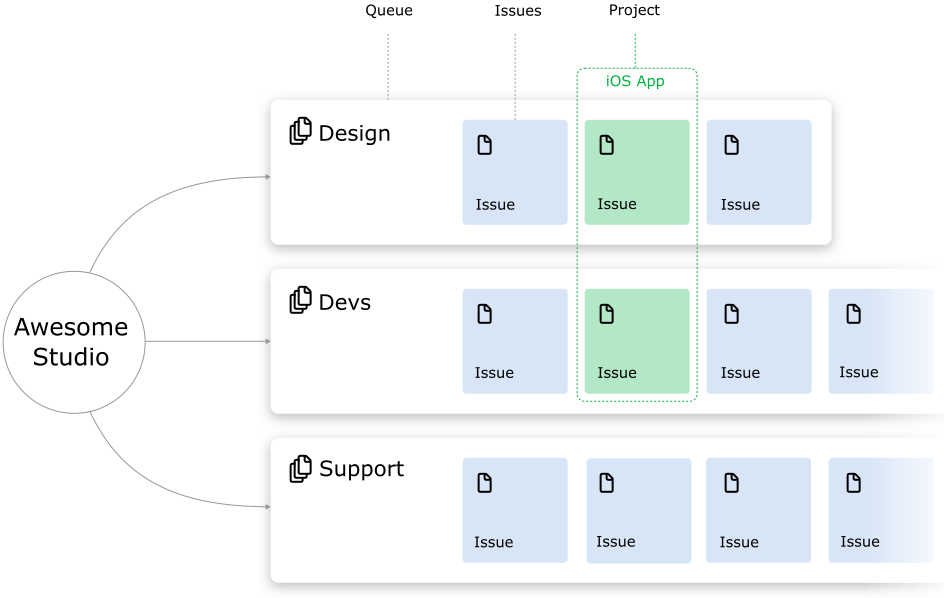 Queue Issues Project
iOS App
Design
Issue Issue Issue
Awesome
Studio
Devs
Issue Issue Issue Issue
Support
Issue Issue Issue Issue